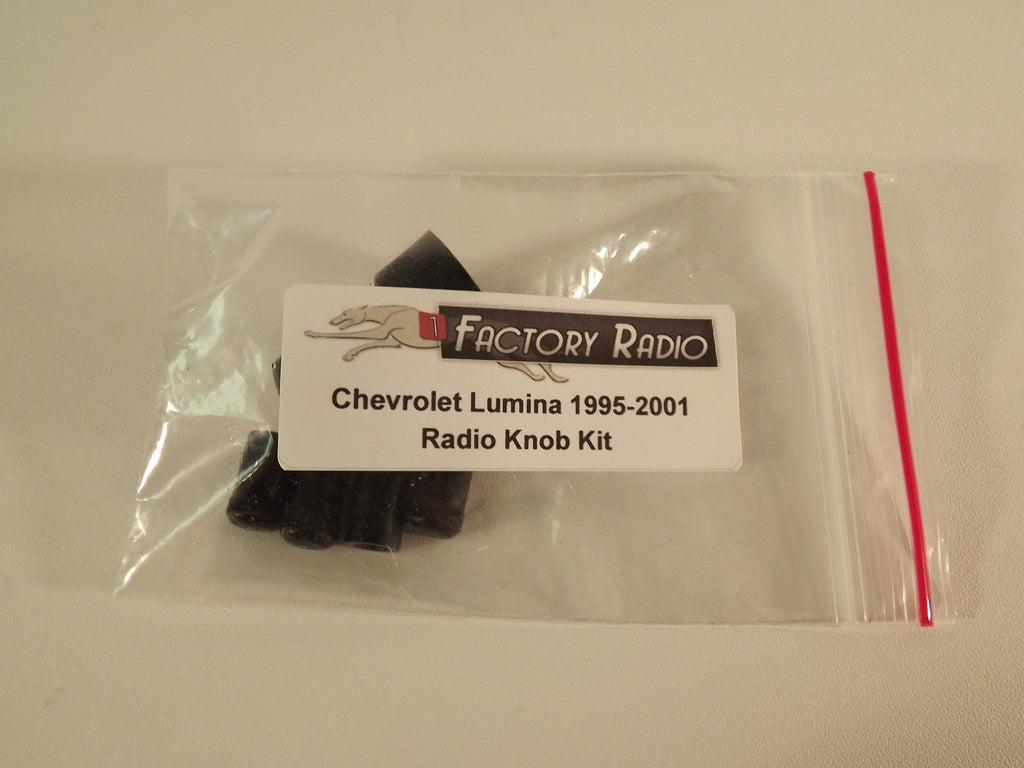 1 FACTORY RADIO
Chevrolet Lumina 1995-2001
Radio Knob Kit